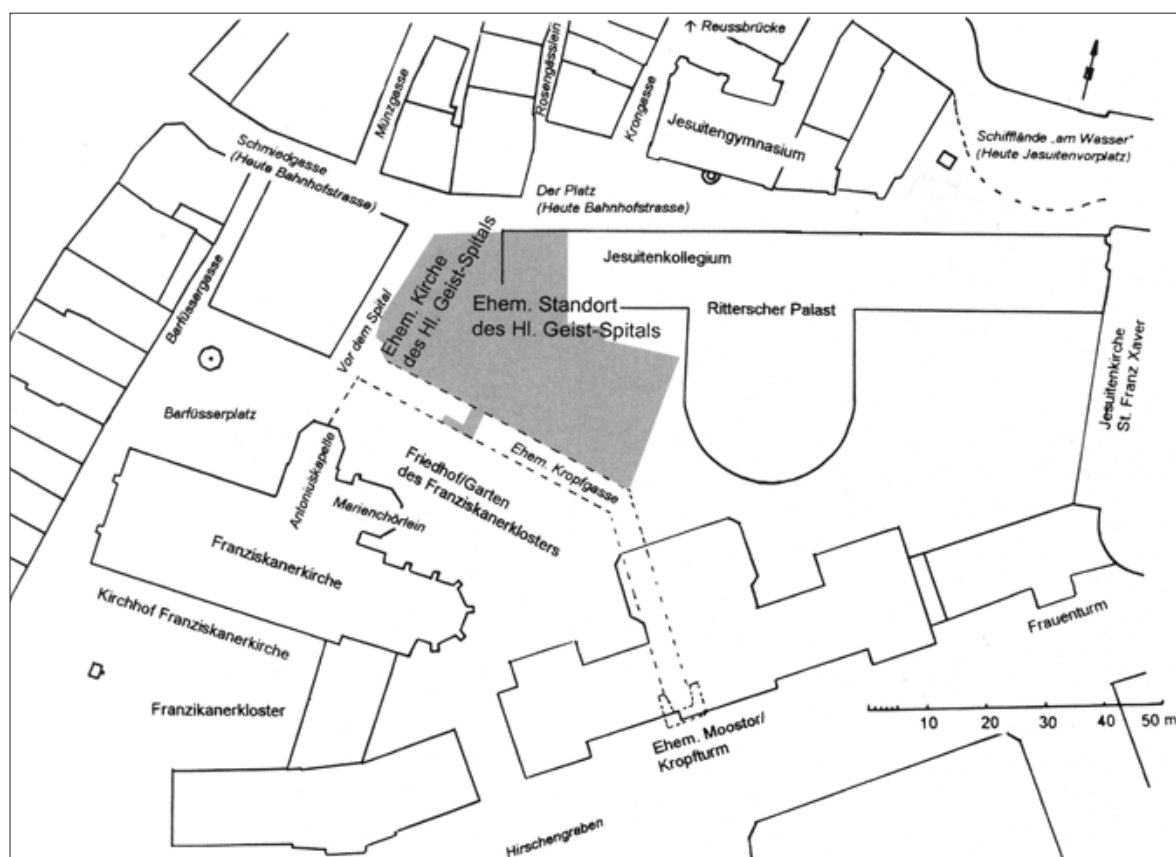 ↑ Reussbrücke
Münzgasse
Rosengässlein
Krongasse
Jesuitengymnasium
Schifflände „am Wasser"
(Heute Jesuitenvorplatz)
Schmiedgasse
(Heute Bahnhofstrasse)
Der Platz
(Heute Bahnhofstrasse)
Barfüssergasse
Vor dem Spital
Ehem. Kirche
des Hl. Geist-Spitals
Jesuitenkollegium
Ehem. Standort
des Hl. Geist-Spitals
Ritterscher Palast
Jesuitenkirche
St. Franz Xaver
Barfüsserplatz
Antoniuskapelle
Marienchörlein
Friedhof/Garten
des Franziskanerklosters
Ehem. Kropfgasse
Franziskanerkirche
Kirchhof Franziskanerkirche
Franzikanerkloster
Frauenturm
Ehem. Moostor/
Kropfturm
10 20 30 40 50 m
Hirschengraben